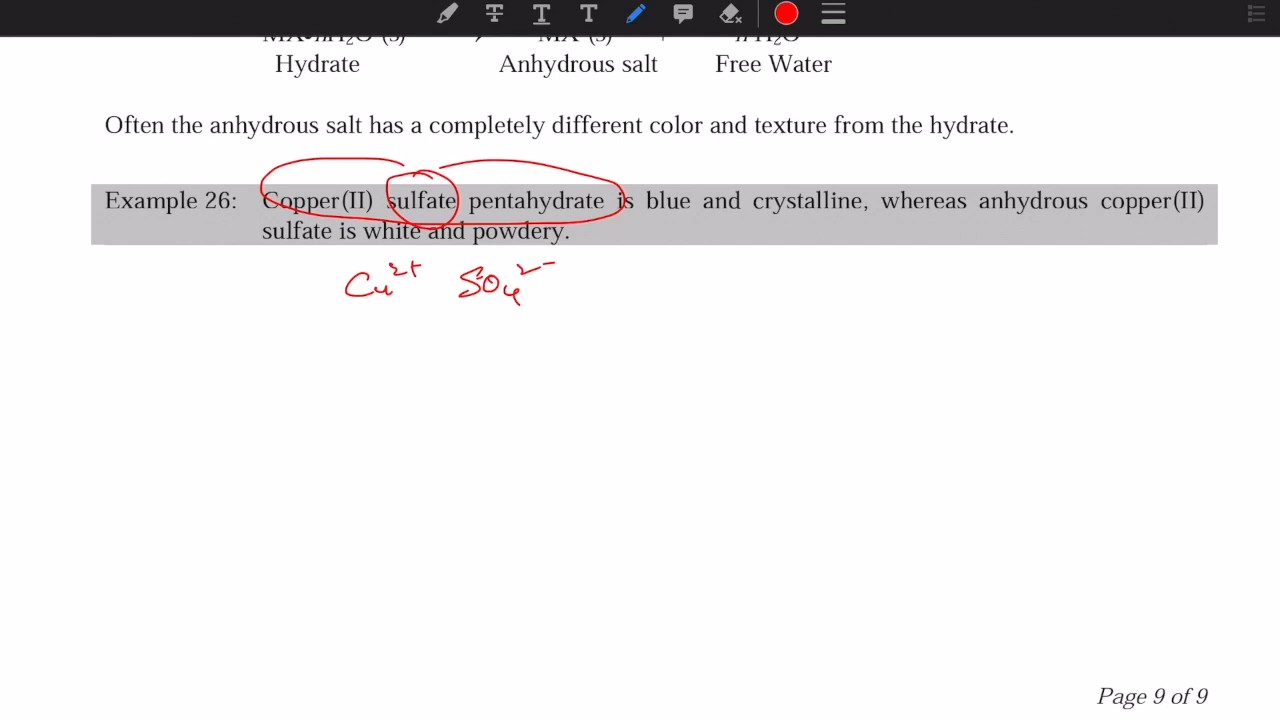 Hydrate Anhydrous salt Free Water
Often the anhydrous salt has a completely different color and texture from the hydrate.
Example 26: Copper(II) sulfate pentahydrate is blue and crystalline, whereas anhydrous copper(II)
sulfate is white and powdery.
Cu²⁺ SO₄²⁻
Page 9 of 9